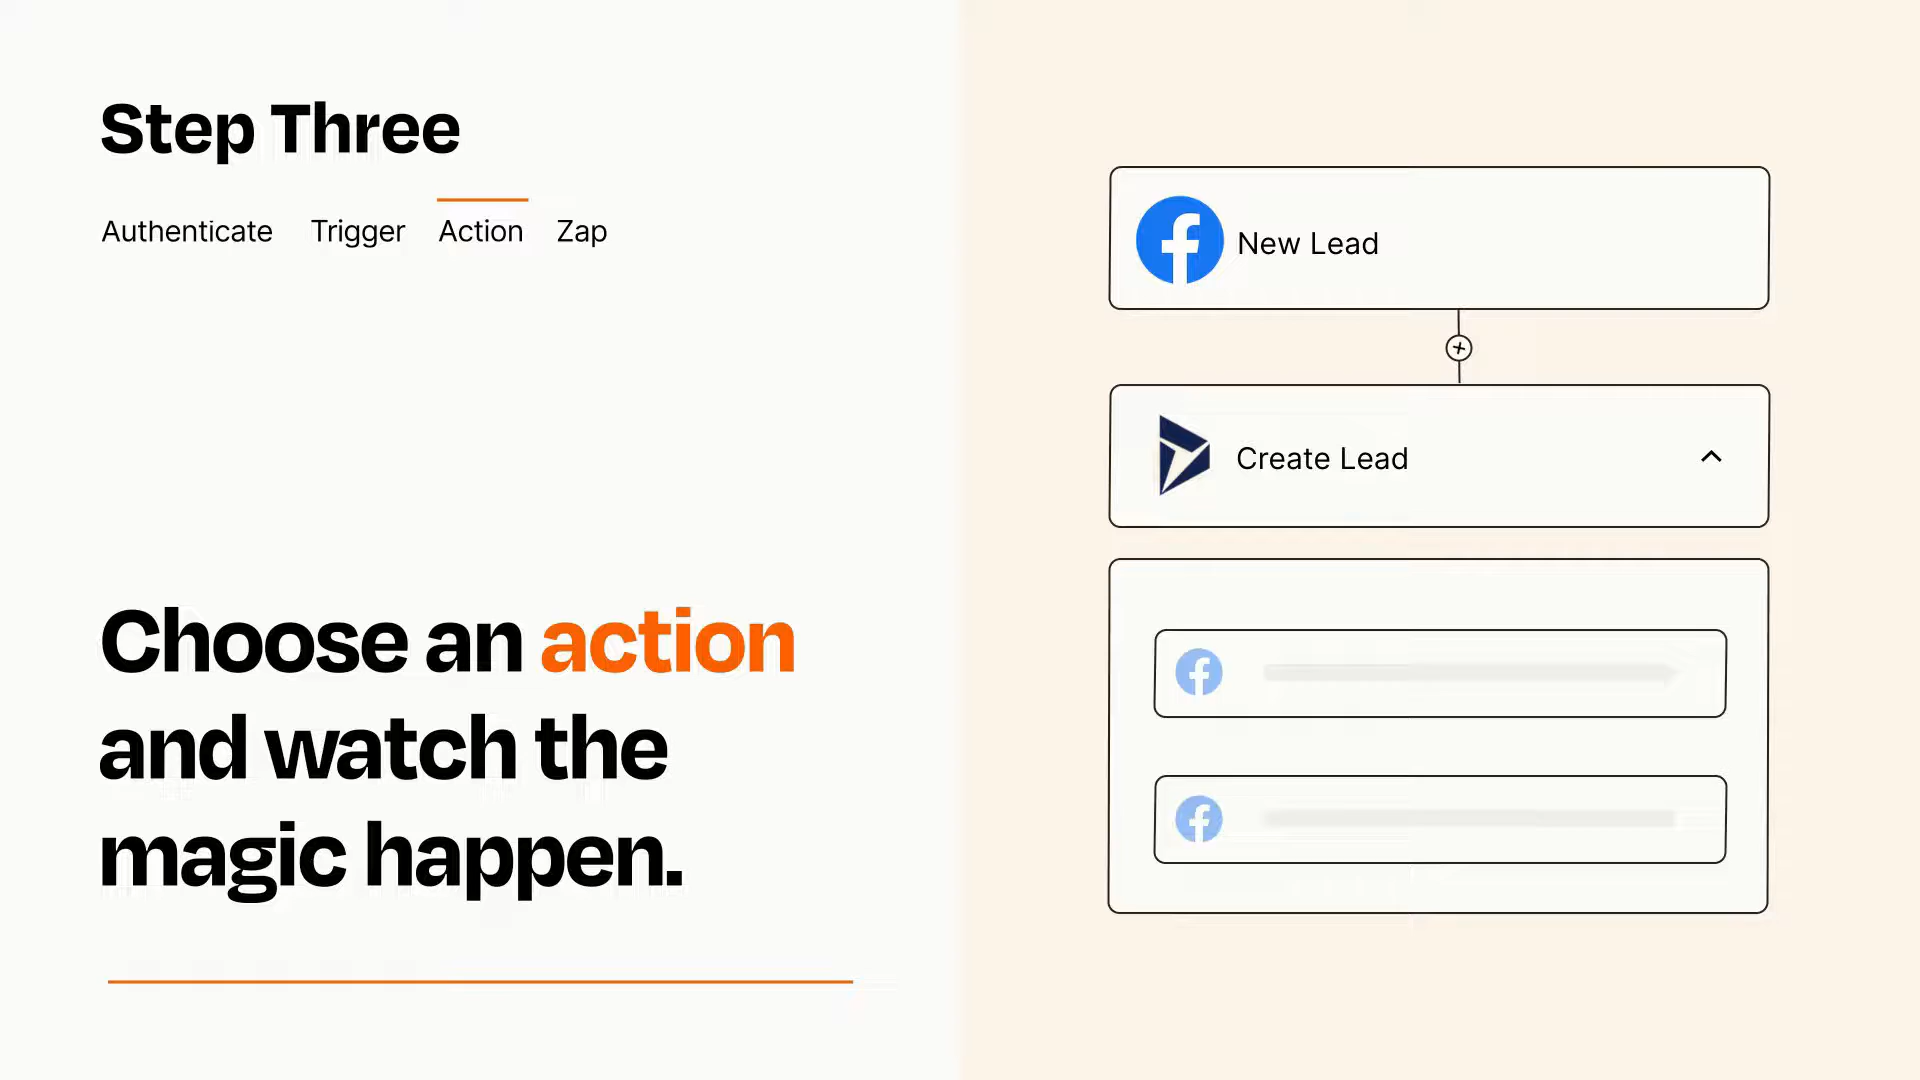 Step Three
Authenticate Trigger Action Zap
Choose an action
and watch the
magic happen.
New Lead
Create Lead